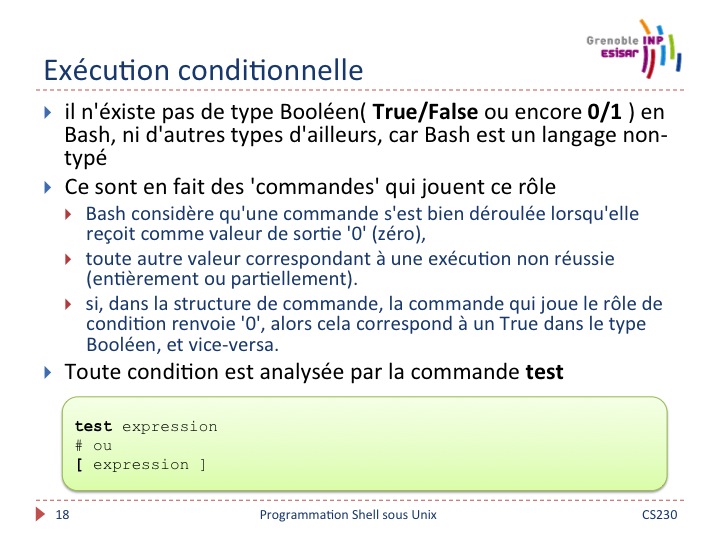 Grenoble INP
ESISAR
Exécution conditionnelle
il n'éxiste pas de type Booléen( True/False ou encore 0/1 ) en
Bash, ni d'autres types d'ailleurs, car Bash est un langage non-
typé
Ce sont en fait des 'commandes' qui jouent ce rôle
Bash considère qu'une commande s'est bien déroulée lorsqu'elle
reçoit comme valeur de sortie '0' (zéro),
toute autre valeur correspondant à une exécution non réussie
(entièrement ou partiellement).
si, dans la structure de commande, la commande qui joue le rôle de
condition renvoie '0', alors cela correspond à un True dans le type
Booléen, et vice-versa.
Toute condition est analysée par la commande test
test expression
# ou
[ expression ]
18 Programmation Shell sous Unix CS230